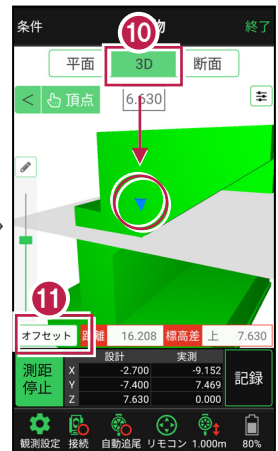 条件 物 終了
⑩
平面 3D 断面
< 頂点 6.630
⑪
オフセット 距離 16.208 標高差 上 7.630
設計 実測
測距停止 X -2.700 -9.152 記録
Y -7.400 7.469
Z 7.630 0.000
観測設定 接続 自動追尾 リモコン 1.000m 80%